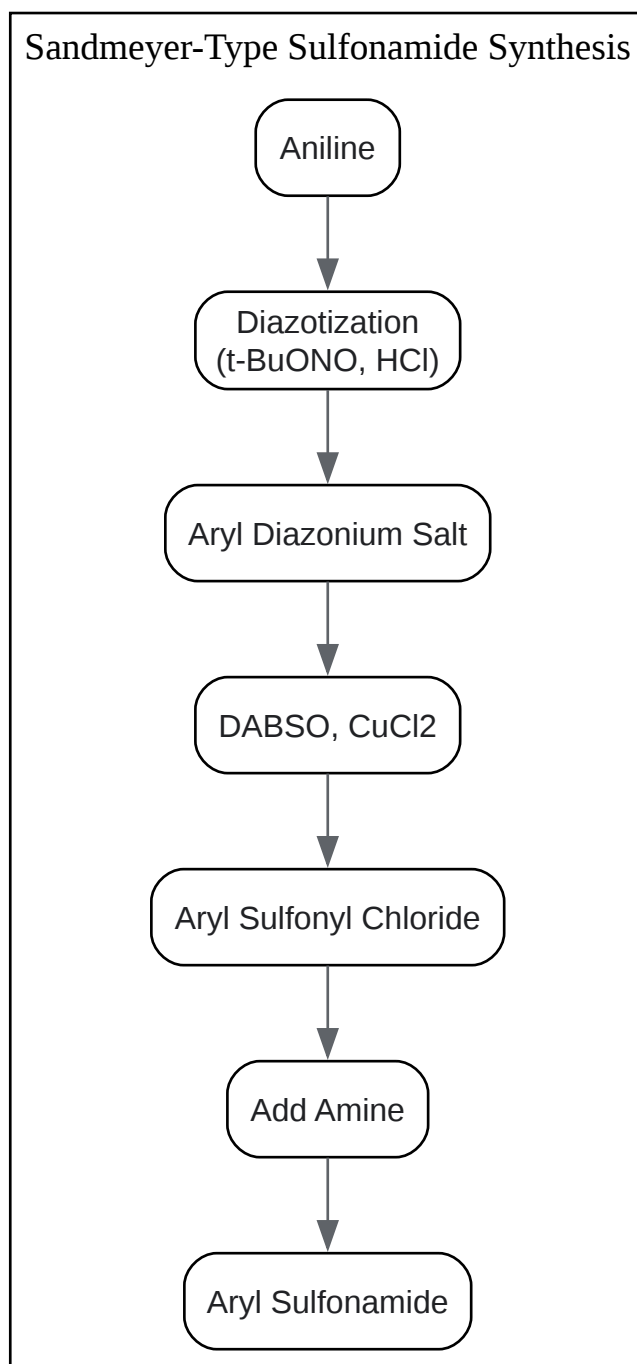 Sandmeyer-Type Sulfonamide Synthesis
Aniline
Diazotization
(t-BuONO, HCl)
Aryl Diazonium Salt
DABSO, CuCl2
Aryl Sulfonyl Chloride
Add Amine
Aryl Sulfonamide